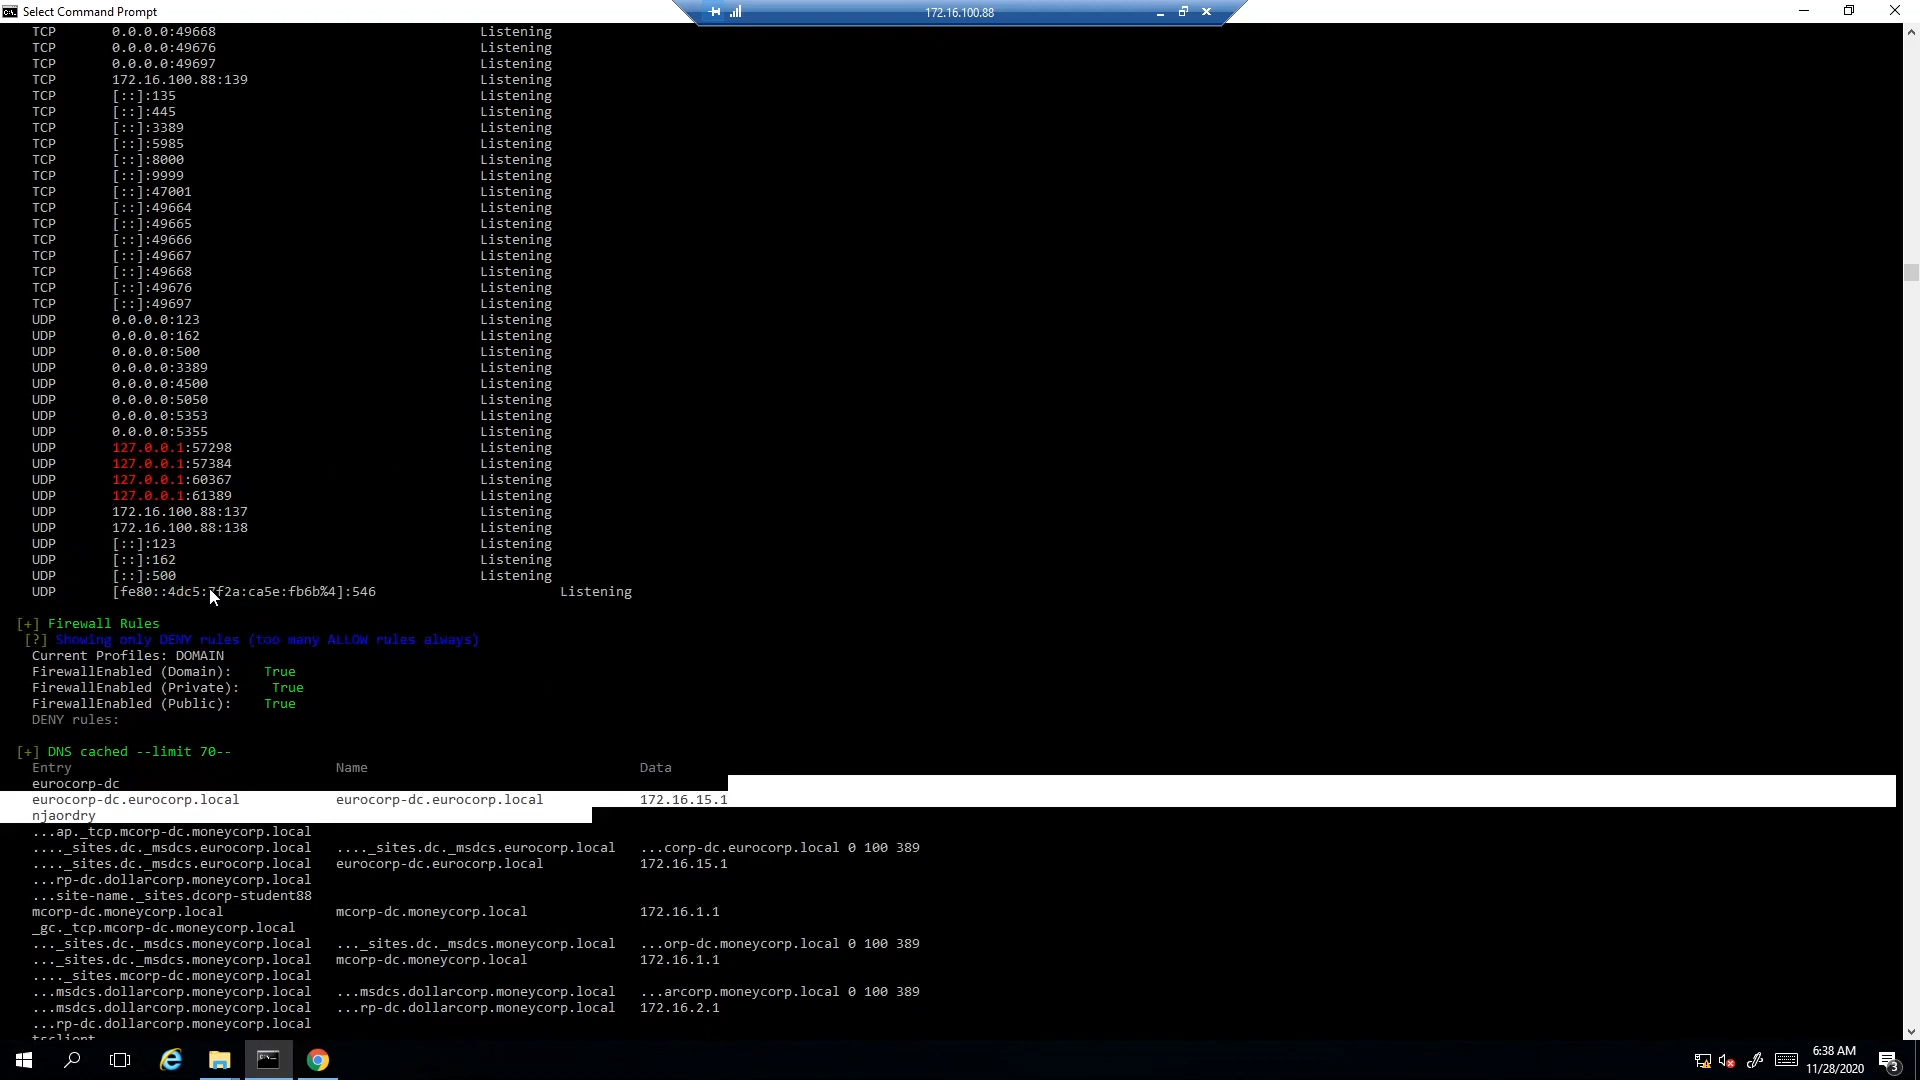 Select Command Prompt
172.16.100.88
TCP 0.0.0.0:49668 Listening
TCP 0.0.0.0:49676 Listening
TCP 0.0.0.0:49697 Listening
TCP 172.16.100.88:139 Listening
TCP [::]:135 Listening
TCP [::]:445 Listening
TCP [::]:3389 Listening
TCP [::]:5985 Listening
TCP [::]:8000 Listening
TCP [::]:9999 Listening
TCP [::]:47001 Listening
TCP [::]:49664 Listening
TCP [::]:49665 Listening
TCP [::]:49666 Listening
TCP [::]:49667 Listening
TCP [::]:49668 Listening
TCP [::]:49676 Listening
TCP [::]:49697 Listening
UDP 0.0.0.0:123 Listening
UDP 0.0.0.0:162 Listening
UDP 0.0.0.0:500 Listening
UDP 0.0.0.0:3389 Listening
UDP 0.0.0.0:4500 Listening
UDP 0.0.0.0:5050 Listening
UDP 0.0.0.0:5353 Listening
UDP 0.0.0.0:5355 Listening
UDP 127.0.0.1:57298 Listening
UDP 127.0.0.1:57384 Listening
UDP 127.0.0.1:60367 Listening
UDP 127.0.0.1:61389 Listening
UDP 172.16.100.88:137 Listening
UDP 172.16.100.88:138 Listening
UDP [::]:123 Listening
UDP [::]:162 Listening
UDP [::]:500 Listening
UDP [fe80::4dc5:7f2a:ca5e:fb6b%4]:546 Listening
[+] Firewall Rules
[?] Showing only DENY rules (too many ALLOW rules always)
Current Profiles: DOMAIN
FirewallEnabled (Domain): True
FirewallEnabled (Private): True
FirewallEnabled (Public): True
DENY rules:
[+] DNS cached --limit 70--
Entry Name Data
eurocorp-dc
eurocorp-dc.eurocorp.local eurocorp-dc.eurocorp.local 172.16.15.1
njaordry
...ap._tcp.mcorp-dc.moneycorp.local
...._sites.dc._msdcs.eurocorp.local ...._sites.dc._msdcs.eurocorp.local ...corp-dc.eurocorp.local 0 100 389
...._sites.dc._msdcs.eurocorp.local eurocorp-dc.eurocorp.local 172.16.15.1
...rp-dc.dollarcorp.moneycorp.local
...site-name._sites.dcorp-student88
mcorp-dc.moneycorp.local mcorp-dc.moneycorp.local 172.16.1.1
_gc._tcp.mcorp-dc.moneycorp.local
..._sites.dc._msdcs.moneycorp.local ..._sites.dc._msdcs.moneycorp.local ...orp-dc.moneycorp.local 0 100 389
..._sites.dc._msdcs.moneycorp.local mcorp-dc.moneycorp.local 172.16.1.1
...._sites.mcorp-dc.moneycorp.local
...msdcs.dollarcorp.moneycorp.local ...msdcs.dollarcorp.moneycorp.local ...arcorp.moneycorp.local 0 100 389
...msdcs.dollarcorp.moneycorp.local ...rp-dc.dollarcorp.moneycorp.local 172.16.2.1
...rp-dc.dollarcorp.moneycorp.local
tsclient
6:38 AM
11/28/2020
3